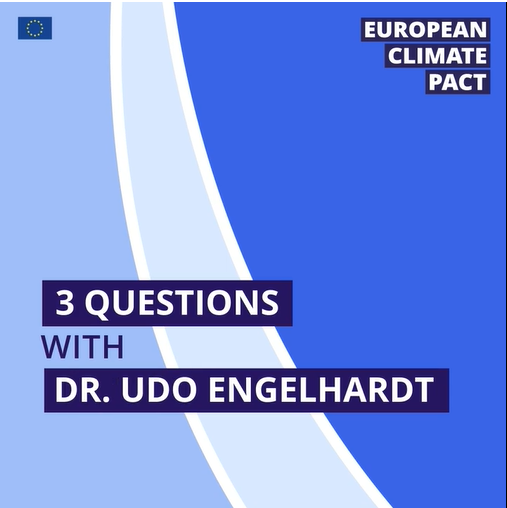 EUROPEAN
CLIMATE
PACT
3 QUESTIONS
WITH
DR. UDO ENGELHARDT